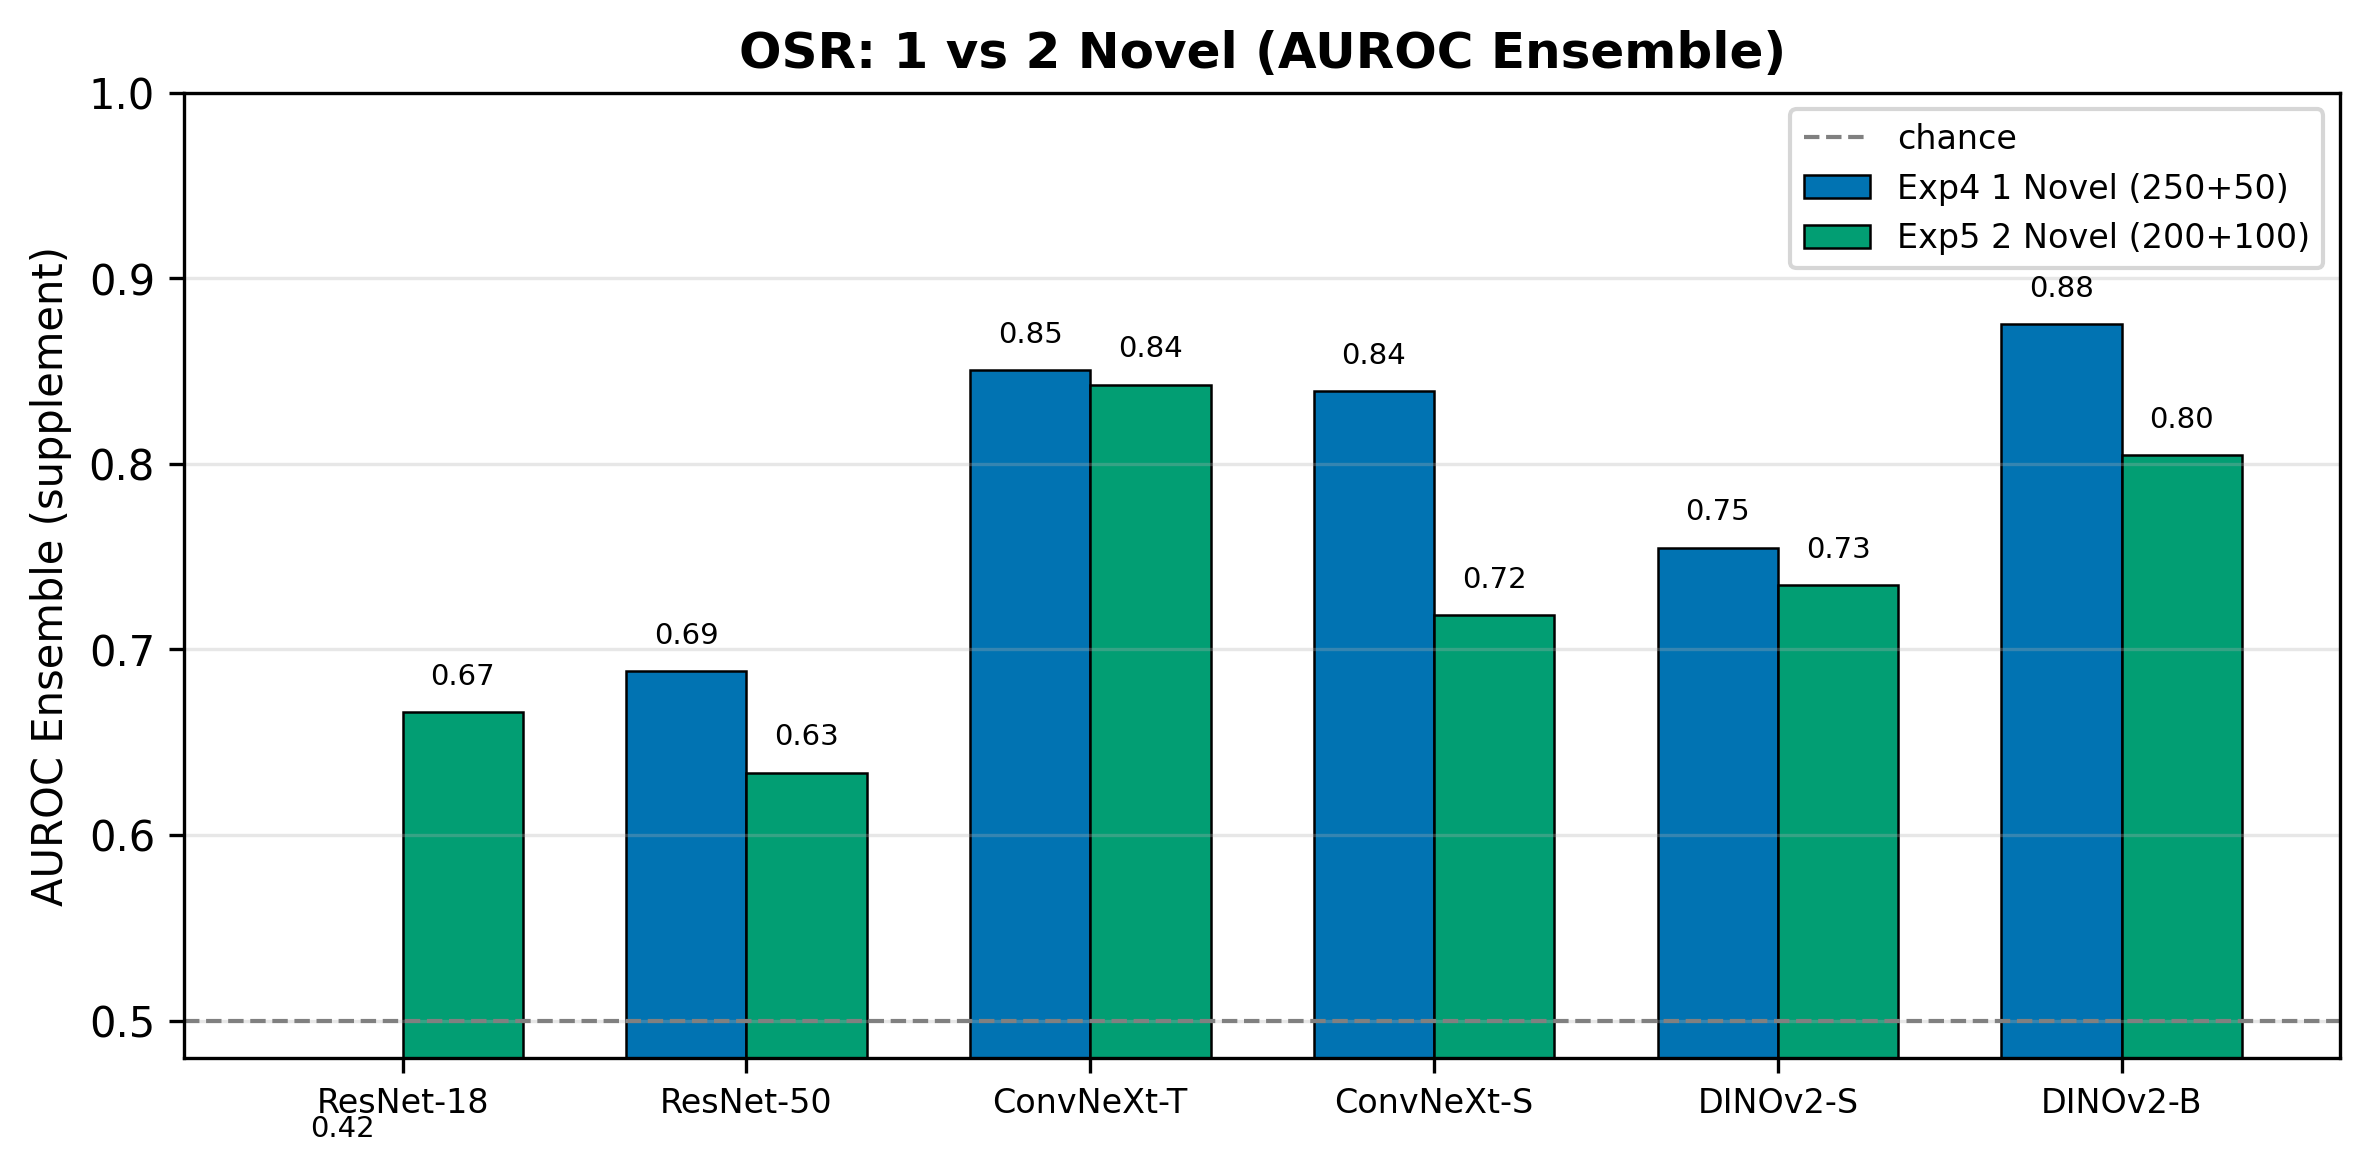 OSR: 1 vs 2 Novel (AUROC Ensemble)
AUROC Ensemble (supplement)
1.0
0.9
0.8
0.7
0.6
0.5
chance
Exp4 1 Novel (250+50)
Exp5 2 Novel (200+100)
0.42
0.67
0.69
0.63
0.85
0.84
0.84
0.72
0.75
0.73
0.88
0.80
ResNet-18
ResNet-50
ConvNeXt-T
ConvNeXt-S
DINOv2-S
DINOv2-B